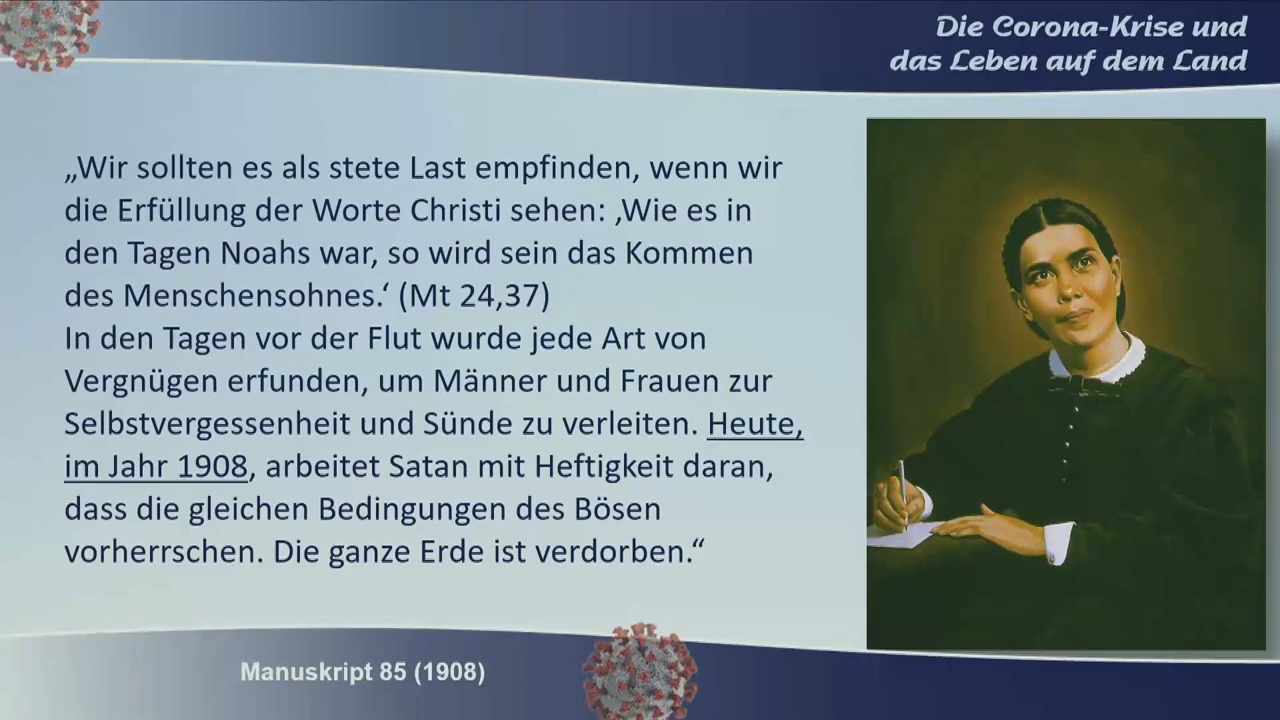 Die Corona-Krise und
das Leben auf dem Land
„Wir sollten es als stete Last empfinden, wenn wir
die Erfüllung der Worte Christi sehen: ‚Wie es in
den Tagen Noahs war, so wird sein das Kommen
des Menschensohnes.‘ (Mt 24,37)
In den Tagen vor der Flut wurde jede Art von
Vergnügen erfunden, um Männer und Frauen zur
Selbstvergessenheit und Sünde zu verleiten. Heute,
im Jahr 1908, arbeitet Satan mit Heftigkeit daran,
dass die gleichen Bedingungen des Bösen
vorherrschen. Die ganze Erde ist verdorben.“
Manuskript 85 (1908)